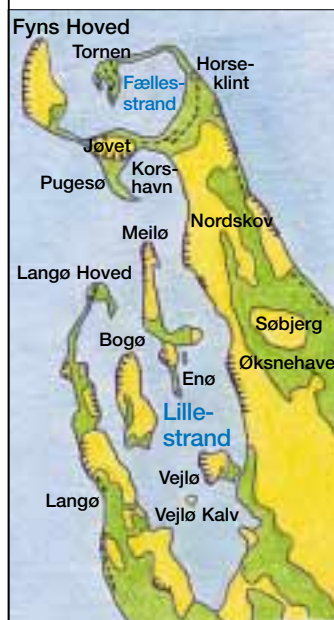 Fyns Hoved
Tornen
Horse-
klint
Fælles-
strand
Jøvet
Kors-
havn
Pugesø
Nordskov
Meilø
Langø Hoved
Søbjerg
Bogø
Øksnehave
Enø
Lille-
strand
Vejlø
Langø
Vejlø Kalv